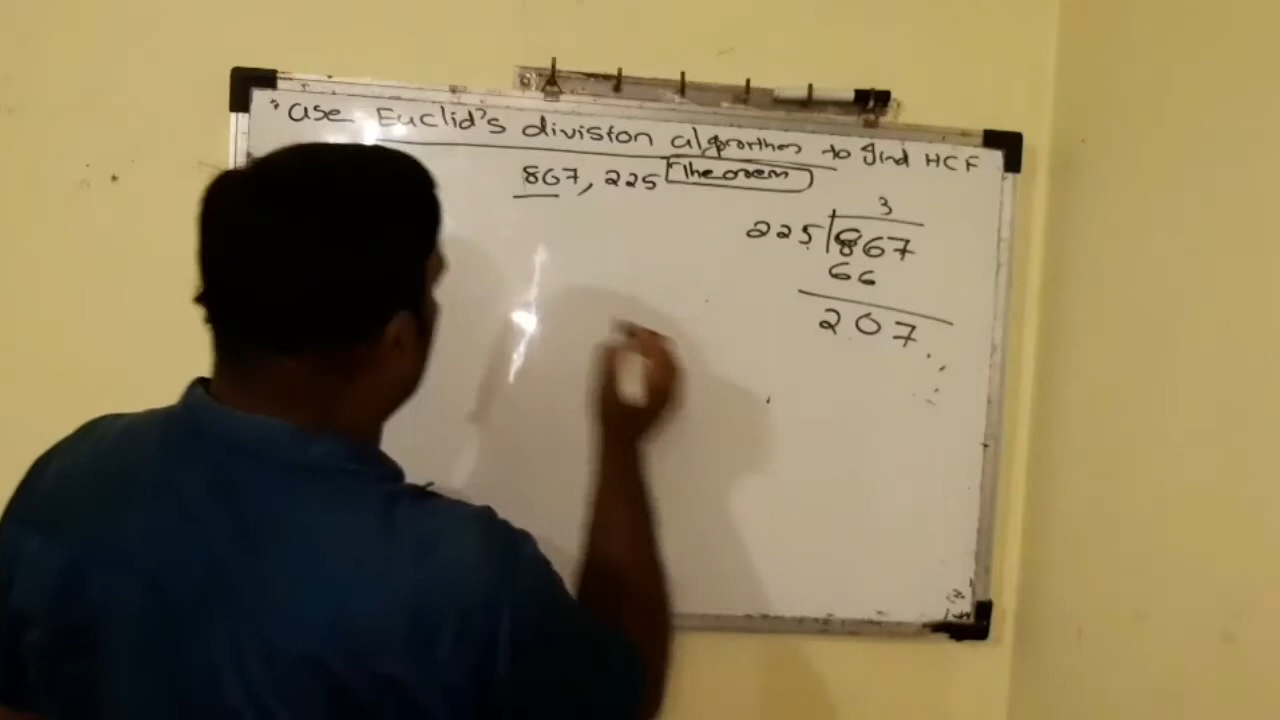 Use Euclid's division algorithm to find HCF
867, 225 Theorem
3
225 867
66
207